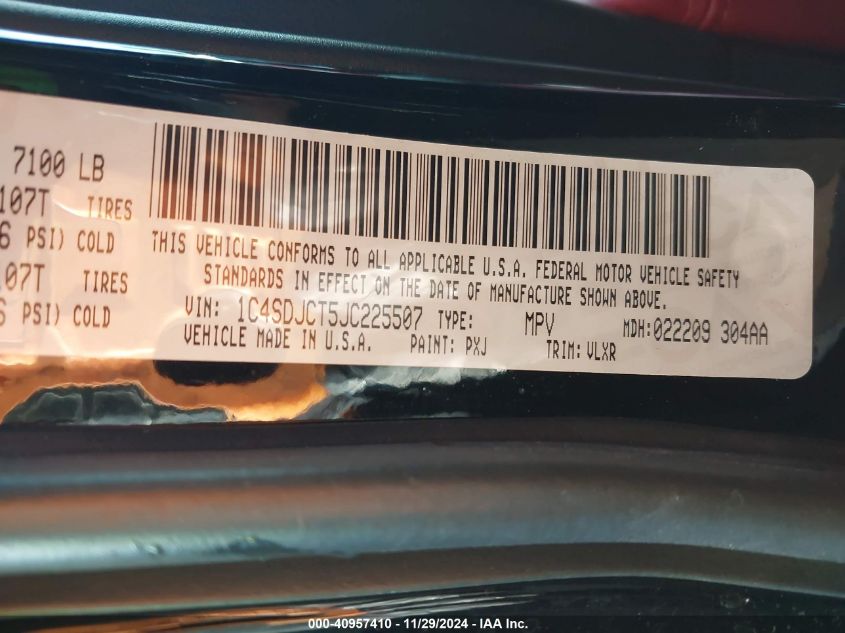 7100 LB
107T TIRES
6 PSI) COLD
07T TIRES
6 PSI) COLD
THIS VEHICLE CONFORMS TO ALL APPLICABLE U.S.A. FEDERAL MOTOR VEHICLE SAFETY
STANDARDS IN EFFECT ON THE DATE OF MANUFACTURE SHOWN ABOVE.
VIN: 1C4SDJCT5JC225507 TYPE: MPV MDH:022209 304AA
VEHICLE MADE IN U.S.A. PAINT: PXJ TRIM: VLXR
000-40957410 - 11/29/2024 - IAA Inc.